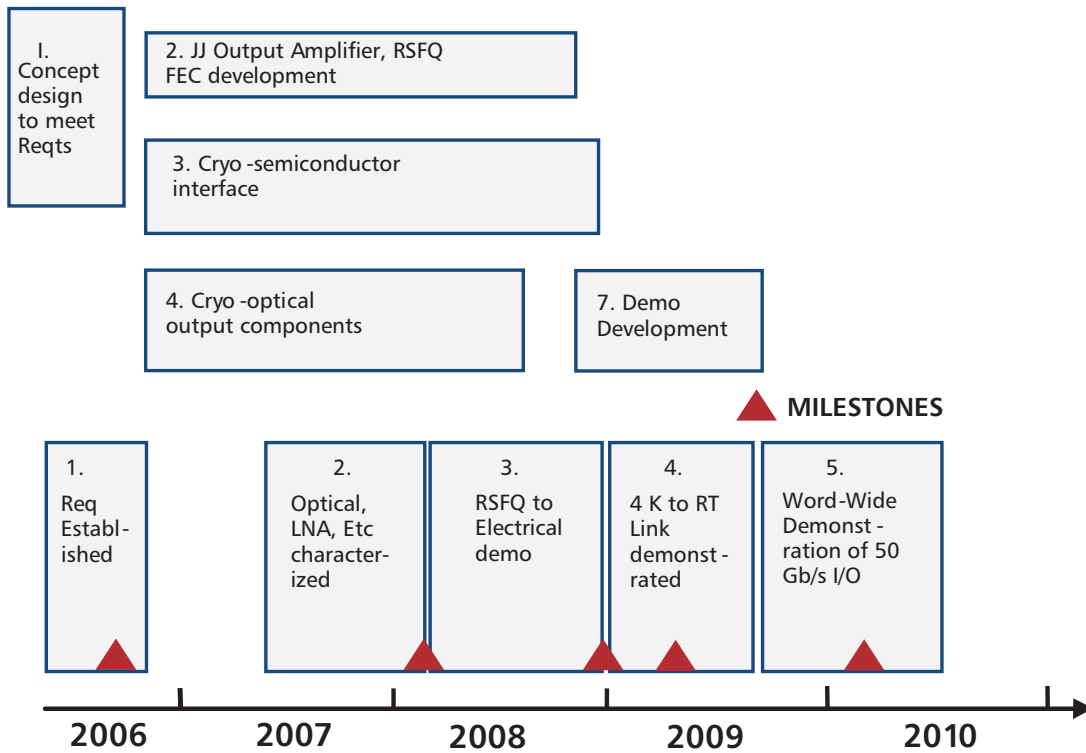 I.
Concept
design
to meet
Reqts
2. JJ Output Amplifier, RSFQ
FEC development
3. Cryo -semiconductor
interface
4. Cryo -optical
output components
7. Demo
Development
MILESTONES
1.
Req
Establ-
ished
2.
Optical,
LNA, Etc
character-
ized
3.
RSFQ to
Electrical
demo
4.
4 K to RT
Link
demonst -
rated
5.
Word-Wide
Demonst -
ration of 50
Gb/s I/O
2006 2007 2008 2009 2010